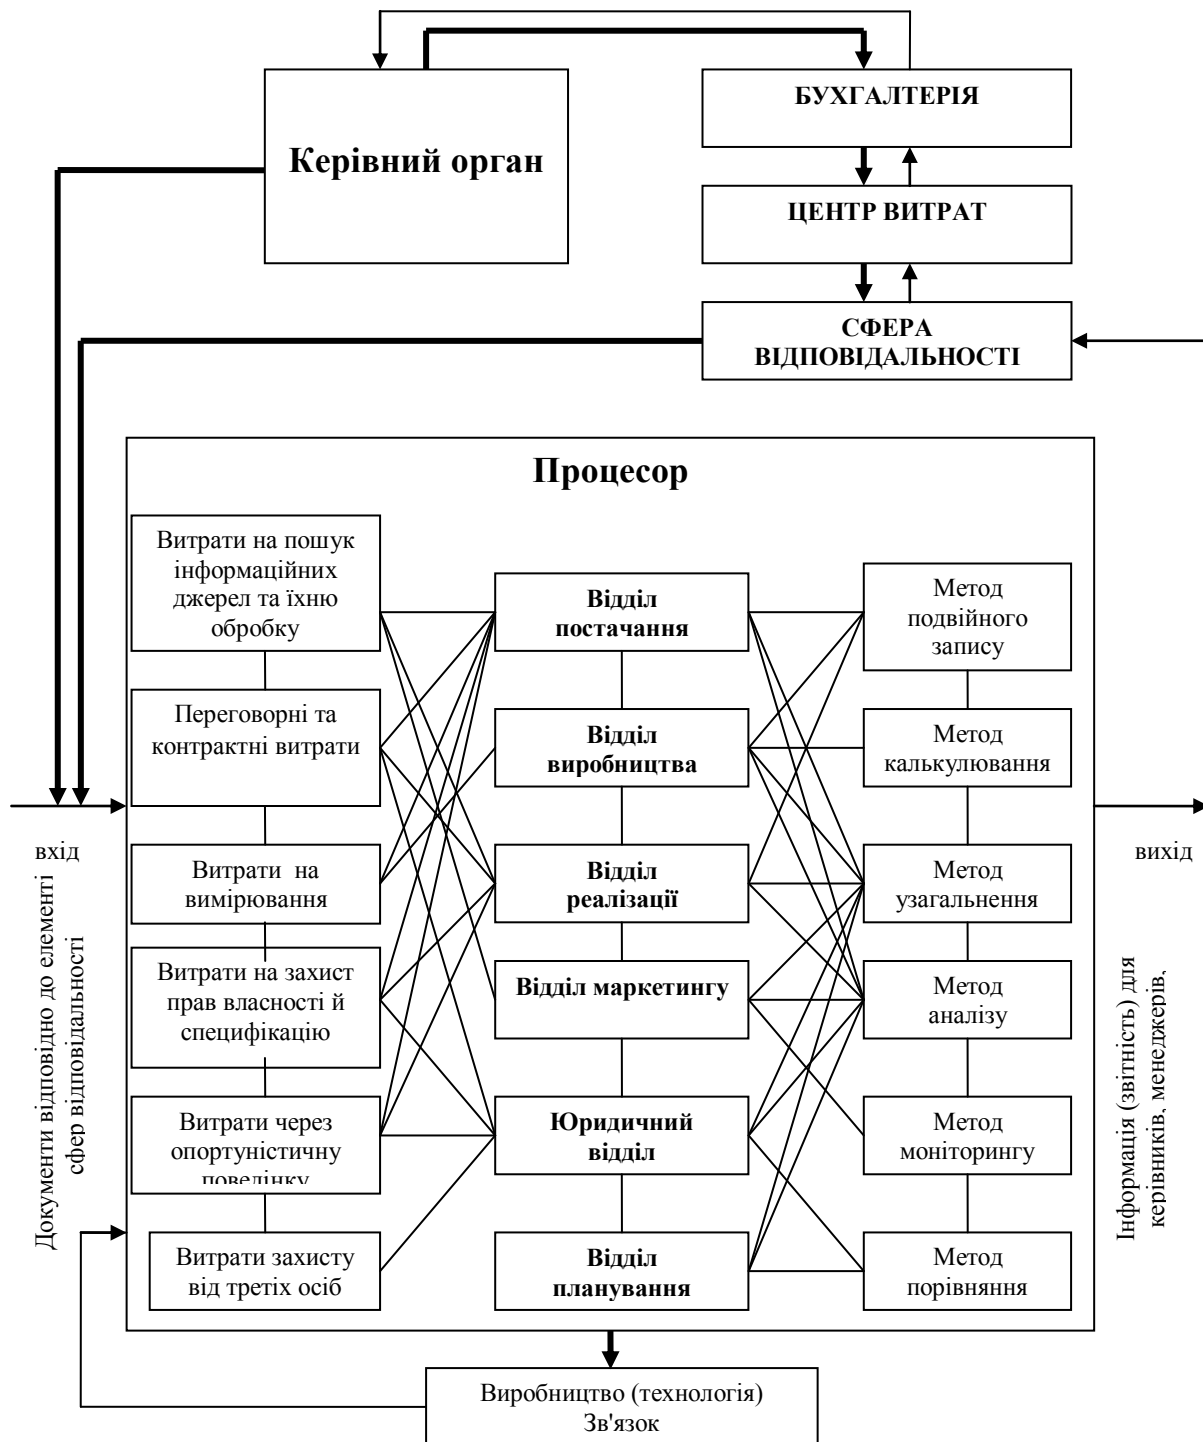 Керівний орган
БУХГАЛТЕРІЯ
ЦЕНТР ВИТРАТ
СФЕРА
ВІДПОВІДАЛЬНОСТІ
Процесор
Витрати на пошук
інформаційних
джерел та їхню
обробку
Переговорні та
контрактні витрати
Витрати на
вимірювання
Витрати на захист
прав власності й
специфікацію
Витрати через
опортуністичну
поведінку
Витрати захисту
від третіх осіб
Відділ
постачання
Відділ
виробництва
Відділ
реалізації
Відділ маркетингу
Юридичний
відділ
Відділ
планування
Метод
подвійного
запису
Метод
калькулювання
Метод
узагальнення
Метод
аналізу
Метод
моніторингу
Метод
порівняння
вхід
Документи відповідно до елементі
сфер відповідальності
вихід
Інформація (звітність) для
керівників, менеджерів,
Виробництво (технологія)
Зв'язок